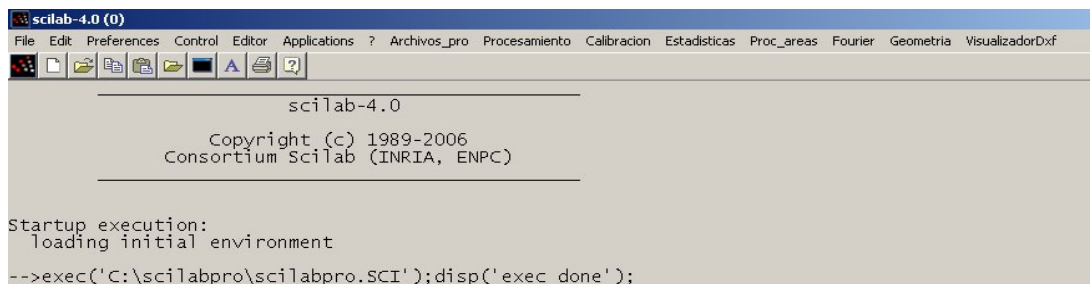 scilab-4.0 (0)
File Edit Preferences Control Editor Applications ? Archivos_pro Procesamiento Calibracion Estadisticas Proc_areas Fourier Geometria VisualizadorDxf
A ?
scilab-4.0
Copyright (c) 1989-2006
Consortium Scilab (INRIA, ENPC)
Startup execution:
loading initial environment
-->exec('C:\scilabpro\scilabpro.SCI');disp('exec done');